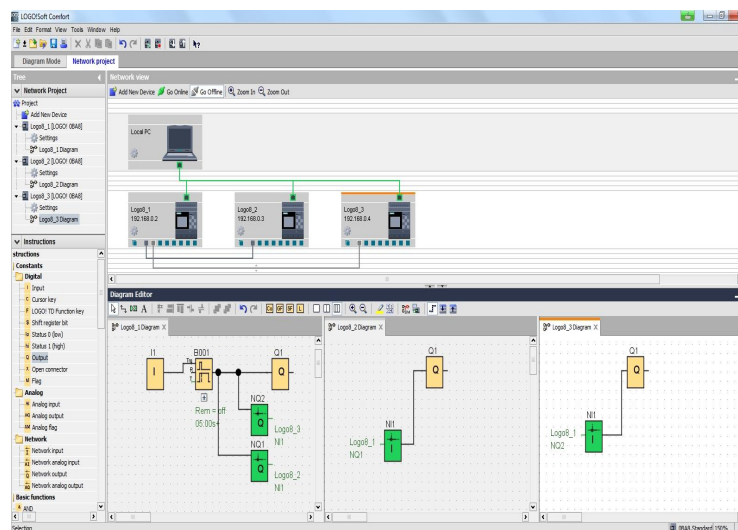 LOGO!Soft Comfort
File Edit Format View Tools Window Help
Diagram Mode Network project
Tree
Network Project
Project
Add New Device
Logo8_1 [LOGO! 0BA8]
Settings
Logo8_1 Diagram
Logo8_2 [LOGO! 0BA8]
Settings
Logo8_2 Diagram
Logo8_3 [LOGO! 0BA8]
Settings
Logo8_3 Diagram
Instructions
structions
Constants
Digital
I Input
C Cursor key
F LOGO! TD Function key
S Shift register bit
lo Status 0 (low)
hi Status 1 (high)
Q Output
X Open connector
M Flag
Analog
AI Analog input
AQ Analog output
AM Analog flag
Network
Network input
Network analog input
Network output
Network analog output
Basic functions
AND
Selection
Network view
Add New Device Go Online Go Offline Zoom In Zoom Out
Local PC
Logo8_1
192.168.0.2
Logo8_2
192.168.0.3
Logo8_3
192.168.0.4
Diagram Editor
Logo8_1 Diagram X
I1
I
B001
Trg
R
T
Rem = off
05:00s+
Q1
Q
NQ2
Q
Logo8_3
NI1
NQ1
Q
Logo8_2
NI1
Logo8_2 Diagram X
Q1
Q
NI1
I
Logo8_1
NQ1
Logo8_3 Diagram X
Q1
Q
NI1
I
Logo8_1
NQ2
0BA8.Standard 150%